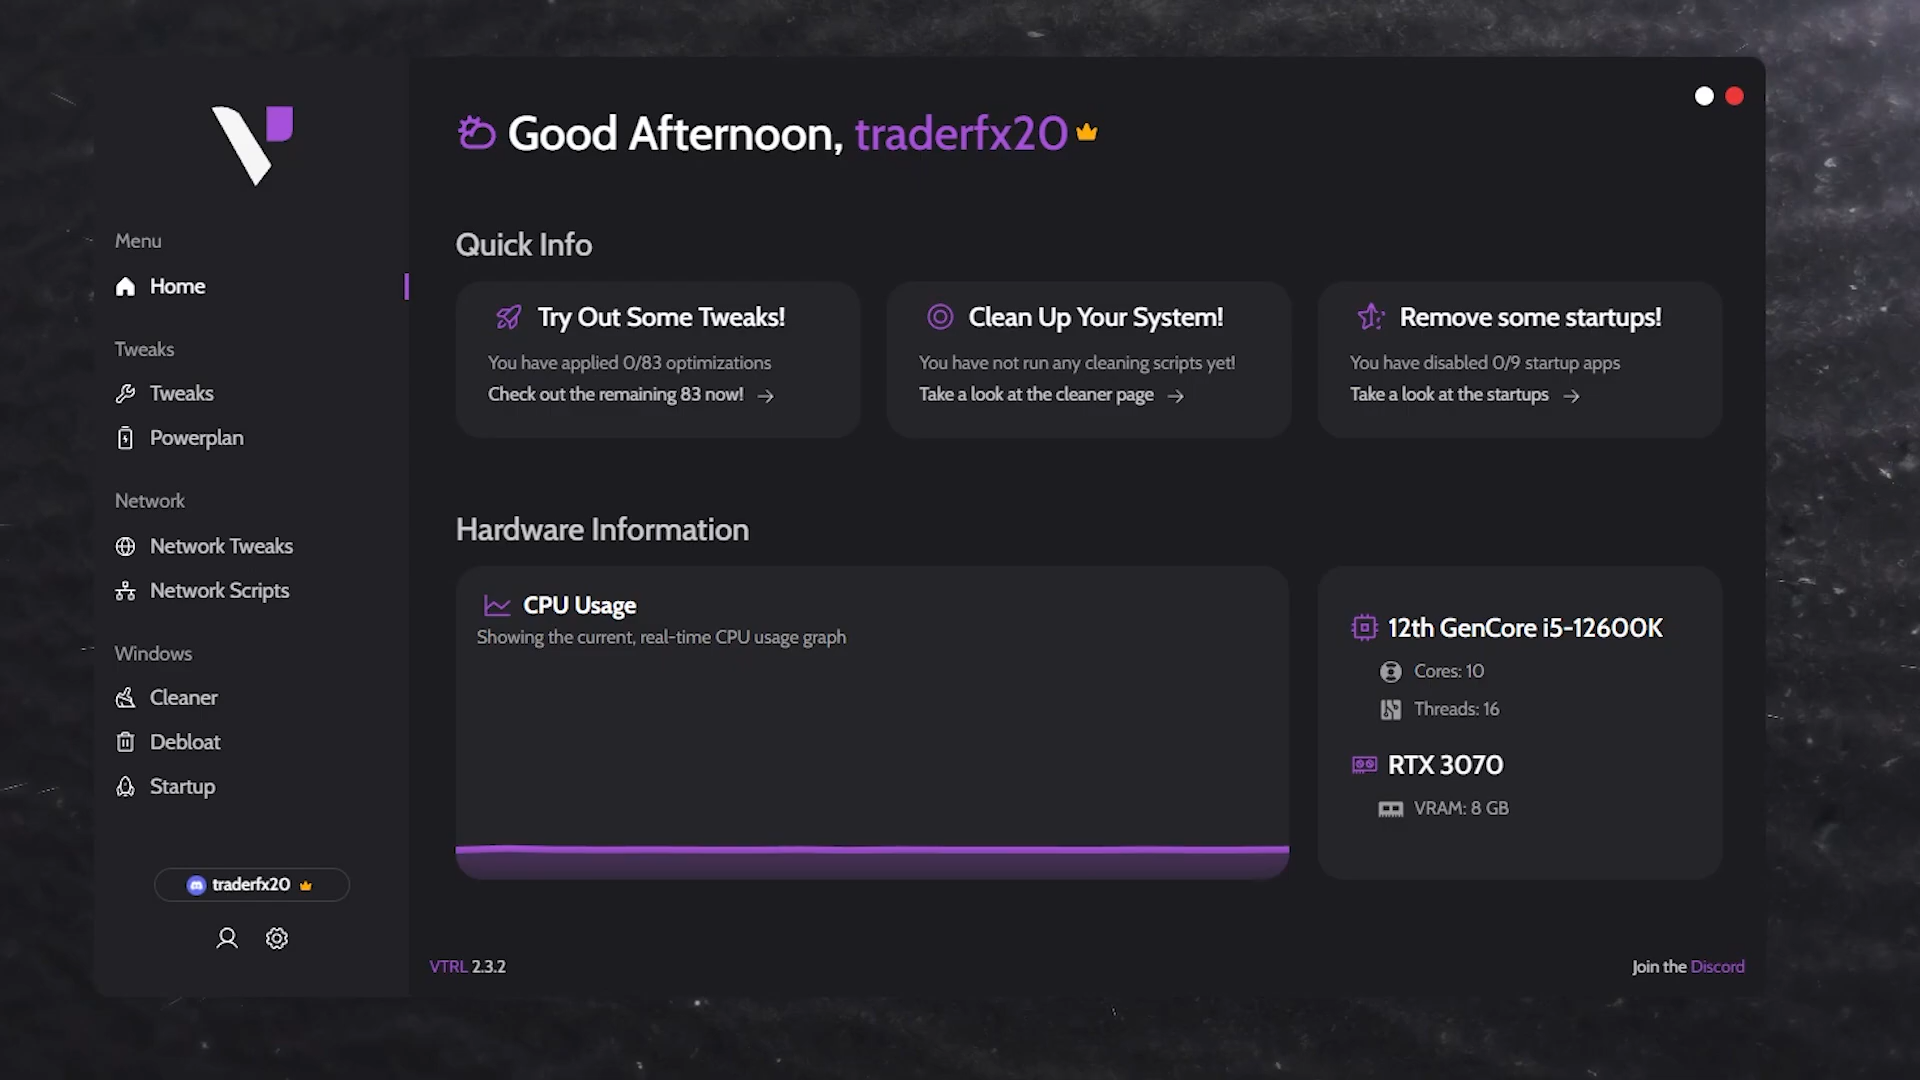 Menu
Home
Tweaks
Tweaks
Powerplan
Network
Network Tweaks
Network Scripts
Windows
Cleaner
Debloat
Startup
traderfx20
Good Afternoon, traderfx20
Quick Info
Try Out Some Tweaks!
You have applied 0/83 optimizations
Check out the remaining 83 now!
Clean Up Your System!
You have not run any cleaning scripts yet!
Take a look at the cleaner page
Remove some startups!
You have disabled 0/9 startup apps
Take a look at the startups
Hardware Information
CPU Usage
Showing the current, real-time CPU usage graph
12th GenCore i5-12600K
Cores: 10
Threads: 16
RTX 3070
VRAM: 8 GB
VTRL 2.3.2
Join the Discord